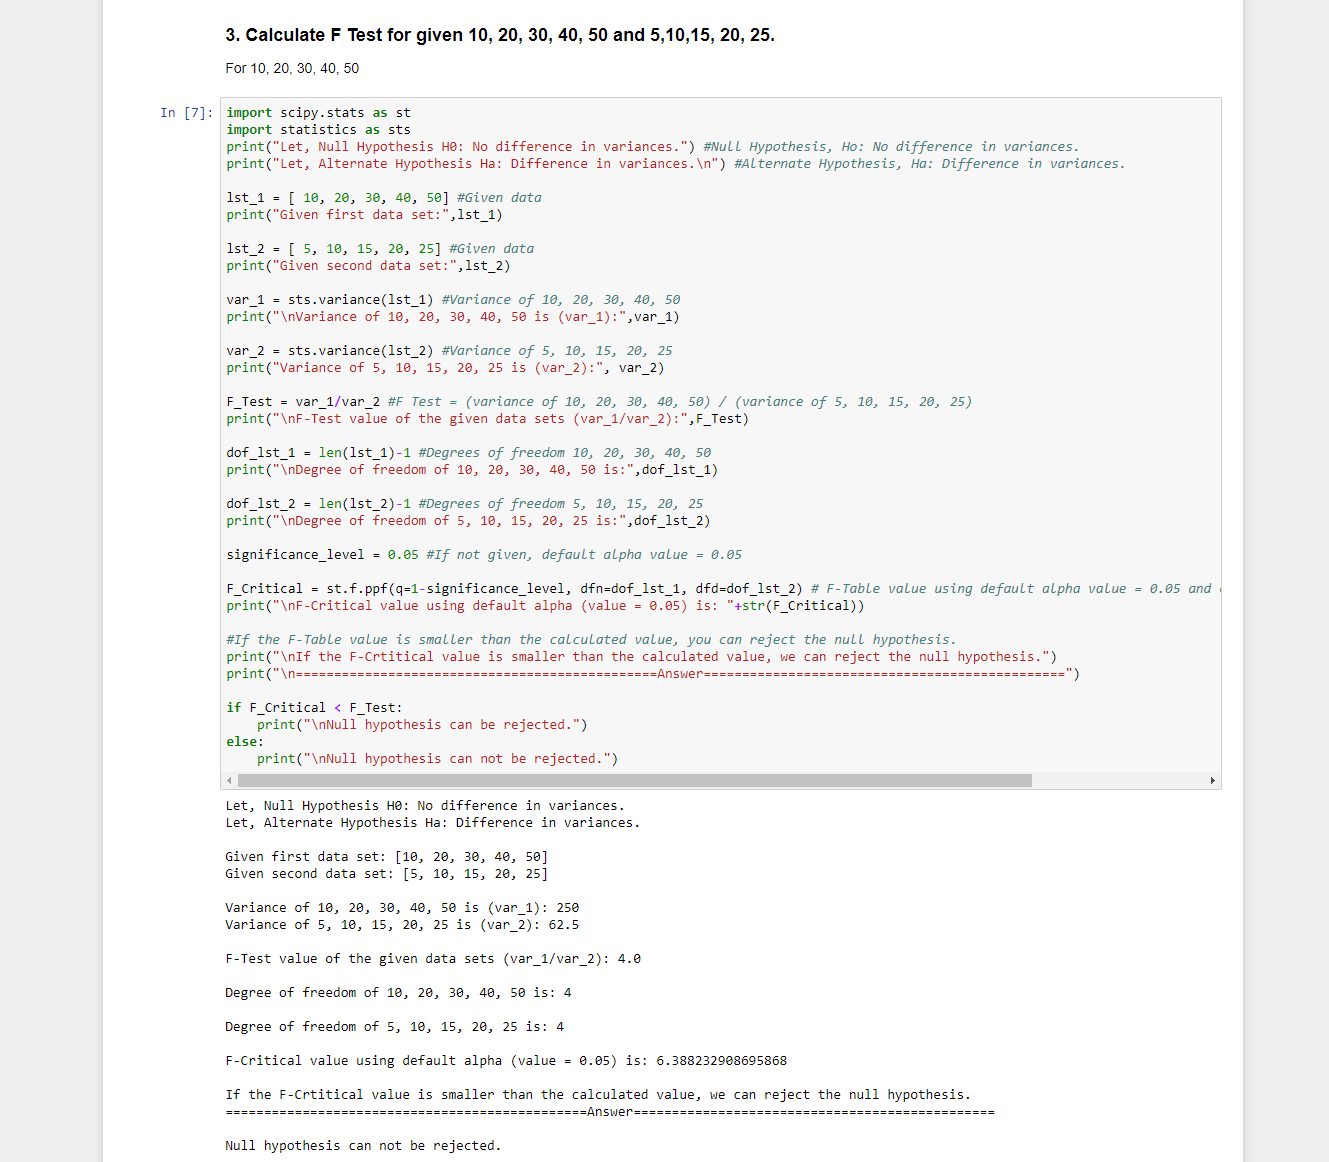 3. Calculate F Test for given 10, 20, 30, 40, 50 and 5,10,15, 20, 25.
For 10, 20, 30, 40, 50
In [7]:
import scipy.stats as st
import statistics as sts
print("Let, Null Hypothesis H0: No difference in variances.") #Null Hypothesis, Ho: No difference in variances.
print("Let, Alternate Hypothesis Ha: Difference in variances.\n") #Alternate Hypothesis, Ha: Difference in variances.

lst_1 = [ 10, 20, 30, 40, 50] #Given data
print("Given first data set:",lst_1)

lst_2 = [ 5, 10, 15, 20, 25] #Given data
print("Given second data set:",lst_2)

var_1 = sts.variance(lst_1) #Variance of 10, 20, 30, 40, 50
print("\nVariance of 10, 20, 30, 40, 50 is (var_1):",var_1)

var_2 = sts.variance(lst_2) #Variance of 5, 10, 15, 20, 25
print("Variance of 5, 10, 15, 20, 25 is (var_2):", var_2)

F_Test = var_1/var_2 #F Test = (variance of 10, 20, 30, 40, 50) / (variance of 5, 10, 15, 20, 25)
print("\nF-Test value of the given data sets (var_1/var_2):",F_Test)

dof_lst_1 = len(lst_1)-1 #Degrees of freedom 10, 20, 30, 40, 50
print("\nDegree of freedom of 10, 20, 30, 40, 50 is:",dof_lst_1)

dof_lst_2 = len(lst_2)-1 #Degrees of freedom 5, 10, 15, 20, 25
print("\nDegree of freedom of 5, 10, 15, 20, 25 is:",dof_lst_2)

significance_level = 0.05 #If not given, default alpha value = 0.05

F_Critical = st.f.ppf(q=1-significance_level, dfn=dof_lst_1, dfd=dof_lst_2) # F-Table value using default alpha value = 0.05 and
print("\nF-Critical value using default alpha (value = 0.05) is: "+str(F_Critical))

#If the F-Table value is smaller than the calculated value, you can reject the null hypothesis.
print("\nIf the F-Crtitical value is smaller than the calculated value, we can reject the null hypothesis.")
print("\n===============================================Answer===============================================")

if F_Critical < F_Test:
    print("\nNull hypothesis can be rejected.")
else:
    print("\nNull hypothesis can not be rejected.")

Let, Null Hypothesis H0: No difference in variances.
Let, Alternate Hypothesis Ha: Difference in variances.

Given first data set: [10, 20, 30, 40, 50]
Given second data set: [5, 10, 15, 20, 25]

Variance of 10, 20, 30, 40, 50 is (var_1): 250
Variance of 5, 10, 15, 20, 25 is (var_2): 62.5

F-Test value of the given data sets (var_1/var_2): 4.0

Degree of freedom of 10, 20, 30, 40, 50 is: 4

Degree of freedom of 5, 10, 15, 20, 25 is: 4

F-Critical value using default alpha (value = 0.05) is: 6.388232908695868

If the F-Crtitical value is smaller than the calculated value, we can reject the null hypothesis.
===============================================Answer===============================================

Null hypothesis can not be rejected.